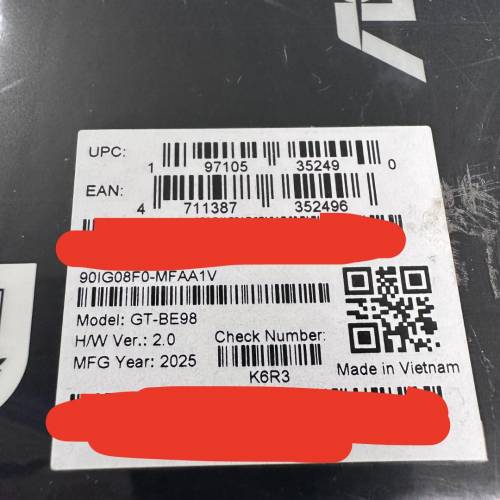 UPC:
1 97105 35249 0
EAN:
4 711387 352496
90IG08F0-MFAA1V
Model: GT-BE98
H/W Ver.: 2.0
MFG Year: 2025
Check Number:
K6R3
Made in Vietnam